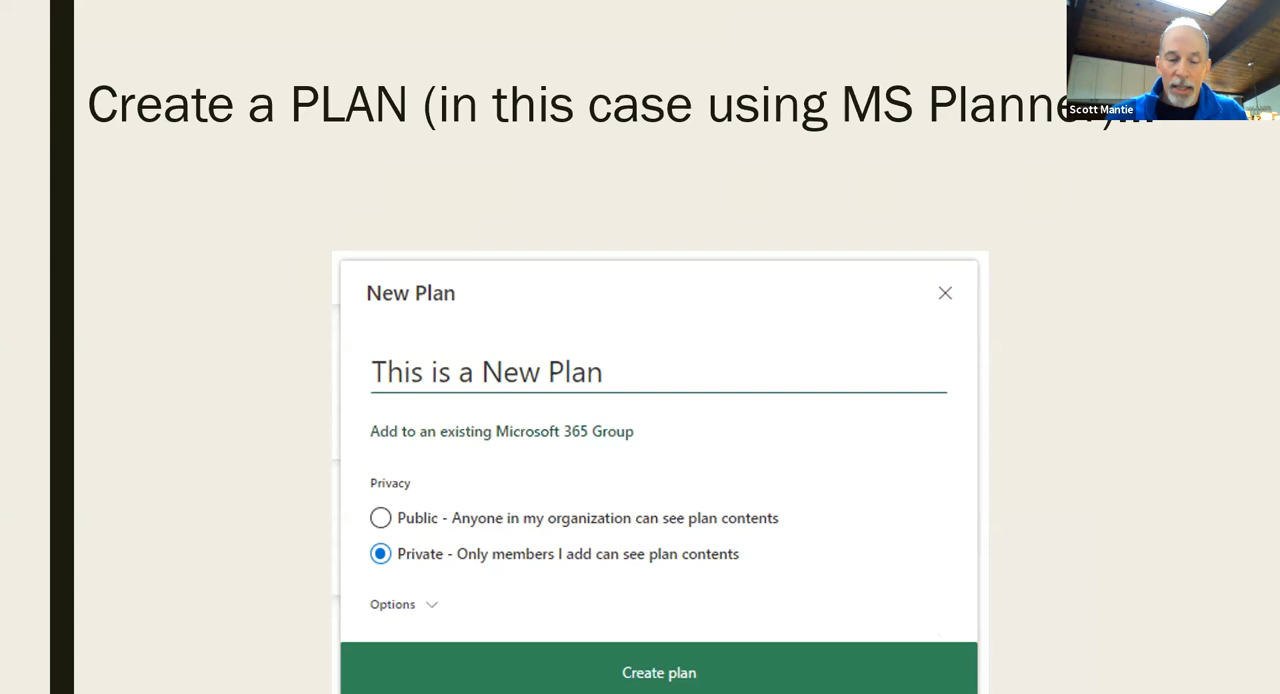 Create a PLAN (in this case using MS Planner)...
Scott Mantie
New Plan
This is a New Plan
Add to an existing Microsoft 365 Group
Privacy
Public - Anyone in my organization can see plan contents
Private - Only members I add can see plan contents
Options
Create plan